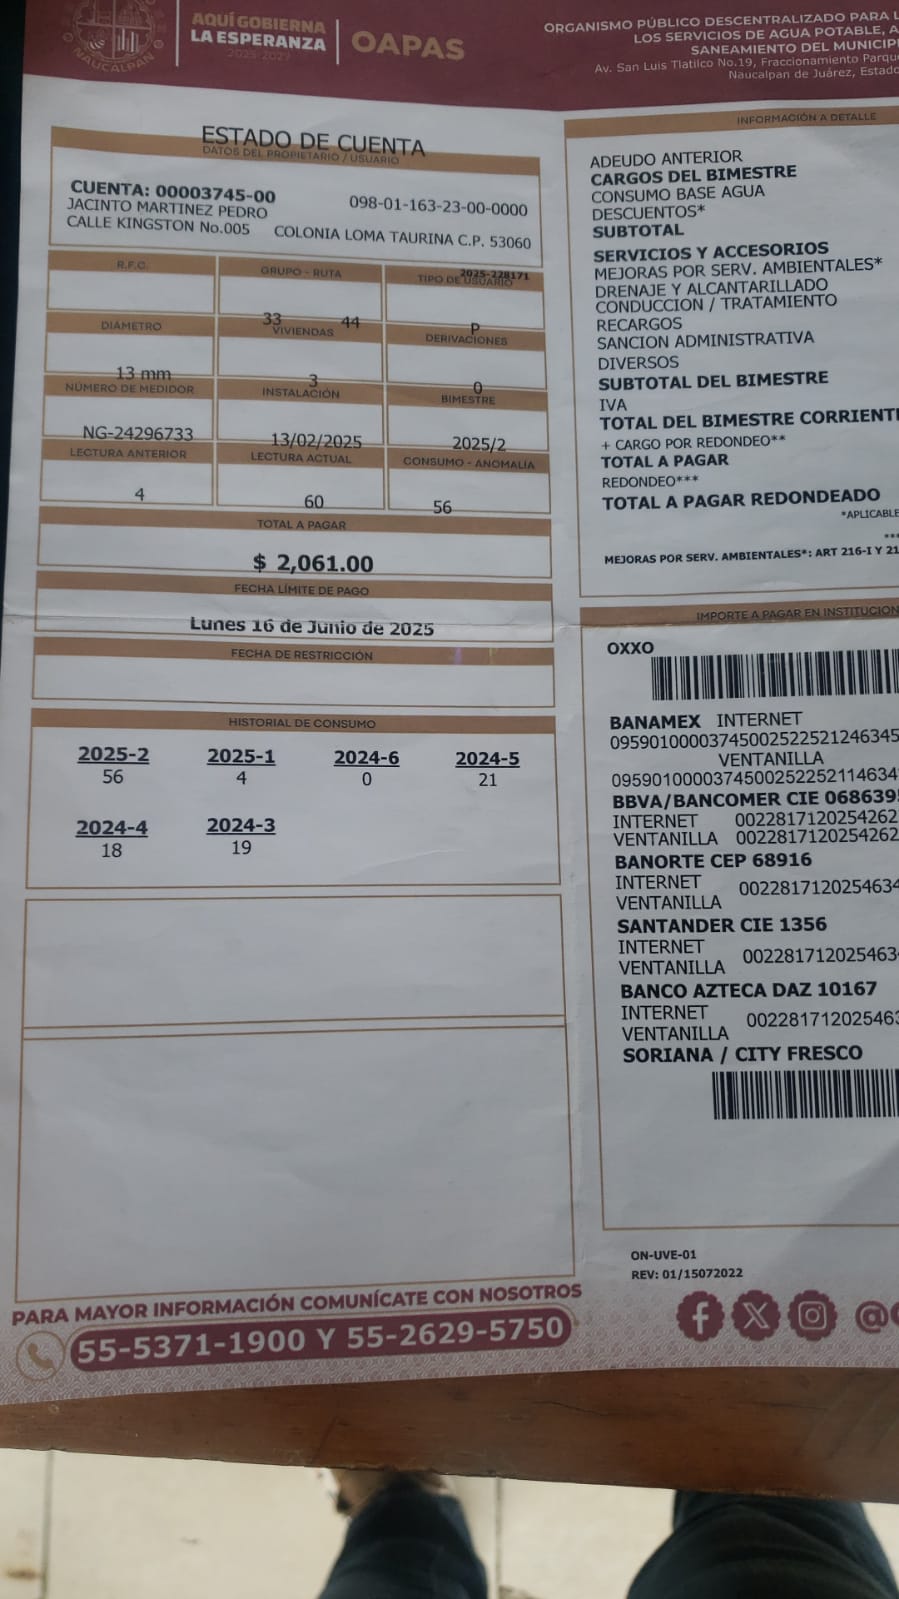 NAUCALPAN
AQUÍ GOBIERNA
LA ESPERANZA
2025-2027
OAPAS
ORGANISMO PÚBLICO DESCENTRALIZADO PARA L
LOS SERVICIOS DE AGUA POTABLE, A
SANEAMIENTO DEL MUNICIPI
Av. San Luis Tlatilco No.19, Fraccionamiento Parque
Naucalpan de Juárez, Estado
ESTADO DE CUENTA
DATOS DEL PROPIETARIO / USUARIO
CUENTA: 00003745-00
098-01-163-23-00-0000
JACINTO MARTINEZ PEDRO
CALLE KINGSTON No.005 COLONIA LOMA TAURINA C.P. 53060
R.F.C.
GRUPO - RUTA
TIPO DE USUARIO
2025-228171
33 44
P
DIÁMETRO
VIVIENDAS
DERIVACIONES
13 mm
3
0
NÚMERO DE MEDIDOR
INSTALACIÓN
BIMESTRE
NG-24296733
13/02/2025
2025/2
LECTURA ANTERIOR
LECTURA ACTUAL
CONSUMO - ANOMALÍA
4
60
56
TOTAL A PAGAR
$ 2,061.00
FECHA LÍMITE DE PAGO
Lunes 16 de Junio de 2025
FECHA DE RESTRICCIÓN
HISTORIAL DE CONSUMO
2025-2 2025-1 2024-6 2024-5
56 4 0 21
2024-4 2024-3
18 19
INFORMACIÓN A DETALLE
ADEUDO ANTERIOR
CARGOS DEL BIMESTRE
CONSUMO BASE AGUA
DESCUENTOS*
SUBTOTAL
SERVICIOS Y ACCESORIOS
MEJORAS POR SERV. AMBIENTALES*
DRENAJE Y ALCANTARILLADO
CONDUCCION / TRATAMIENTO
RECARGOS
SANCION ADMINISTRATIVA
DIVERSOS
SUBTOTAL DEL BIMESTRE
IVA
TOTAL DEL BIMESTRE CORRIENT
+ CARGO POR REDONDEO**
TOTAL A PAGAR
REDONDEO***
TOTAL A PAGAR REDONDEADO
*APLICABLE
***
MEJORAS POR SERV. AMBIENTALES*: ART 216-I Y 21
IMPORTE A PAGAR EN INSTITUCION
OXXO
BANAMEX INTERNET
09590100003745002522521246345
VENTANILLA
0959010000374500252252114634
BBVA/BANCOMER CIE 068639
INTERNET 0022817120254262
VENTANILLA 0022817120254262
BANORTE CEP 68916
INTERNET
VENTANILLA
0022817120254634
SANTANDER CIE 1356
INTERNET
VENTANILLA
0022817120254634
BANCO AZTECA DAZ 10167
INTERNET
VENTANILLA
002281712025463
SORIANA / CITY FRESCO
ON-UVE-01
REV: 01/15072022
PARA MAYOR INFORMACIÓN COMUNÍCATE CON NOSOTROS
55-5371-1900 Y 55-2629-5750